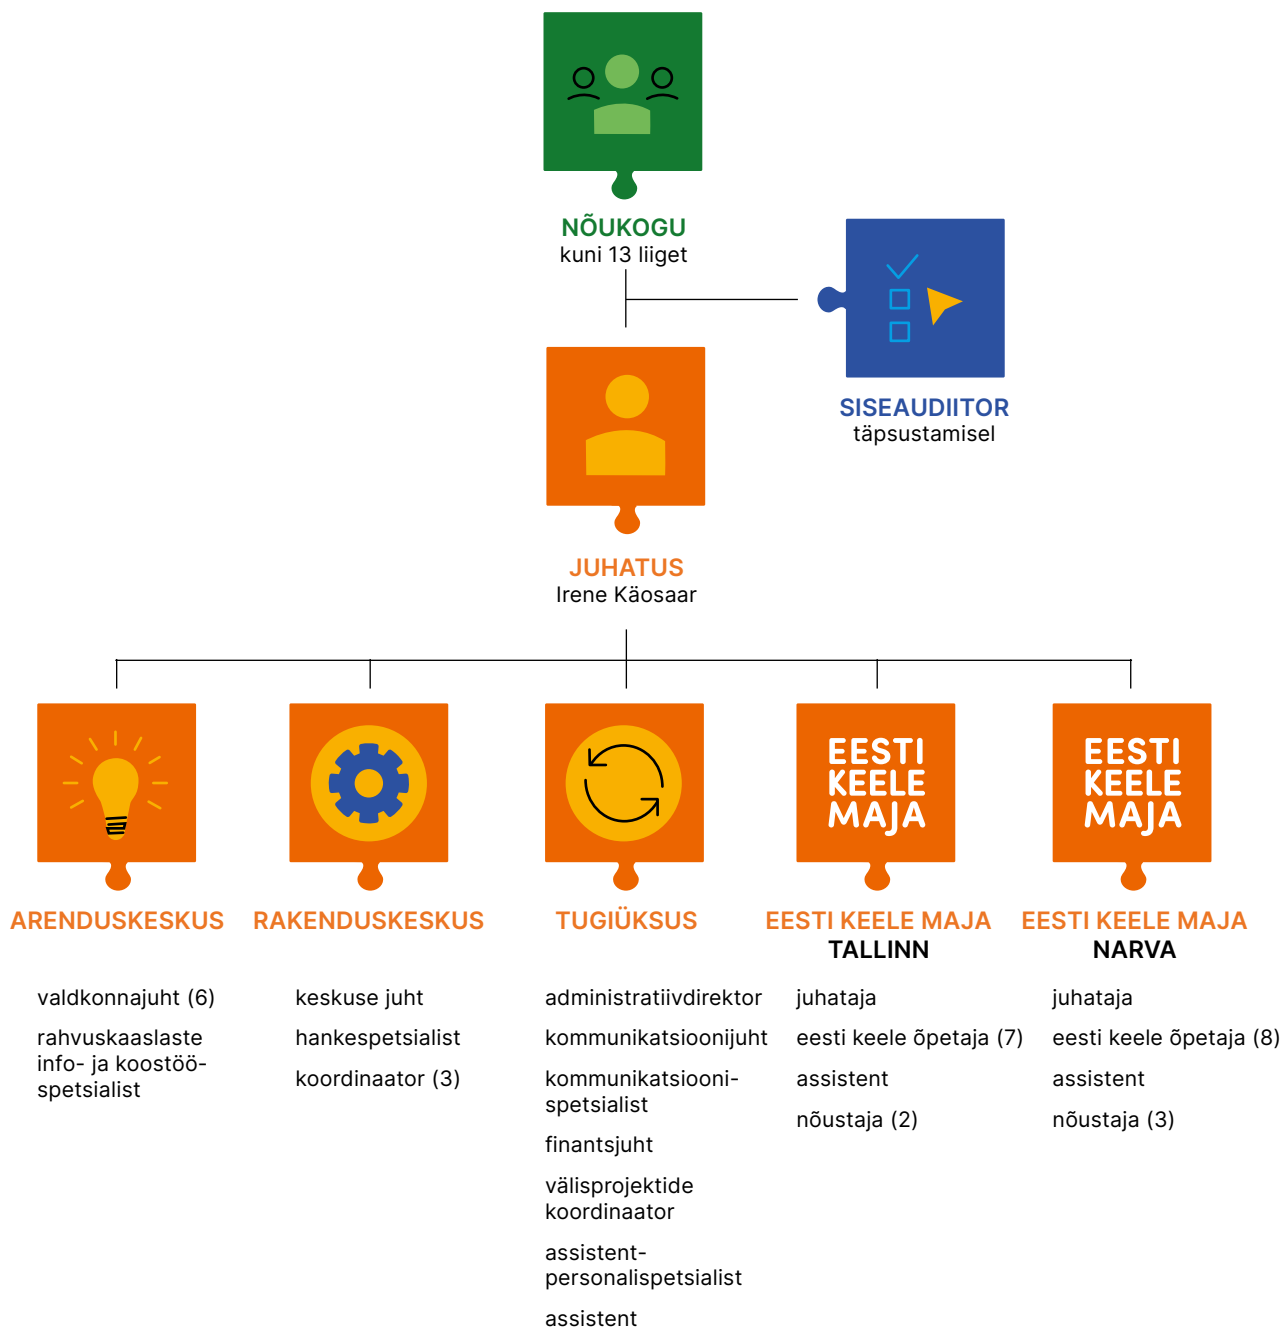 NÕUKOGU
kuni 13 liiget
SISEAUDIITOR
täpsustamisel
JUHATUS
Irene Käosaar
ARENDUSKESKUS
valdkonnajuht (6)
rahvuskaaslaste
info- ja koostöö-
spetsialist
RAKENDUSKESKUS
keskuse juht
hankespetsialist
koordinaator (3)
TUGIÜKSUS
administratiivdirektor
kommunikatsioonijuht
kommunikatsiooni-
spetsialist
finantsjuht
välisprojektide
koordinaator
assistent-
personalispetsialist
assistent
EESTI
KEELE
MAJA
EESTI KEELE MAJA
TALLINN
juhataja
eesti keele õpetaja (7)
assistent
nõustaja (2)
EESTI
KEELE
MAJA
EESTI KEELE MAJA
NARVA
juhataja
eesti keele õpetaja (8)
assistent
nõustaja (3)